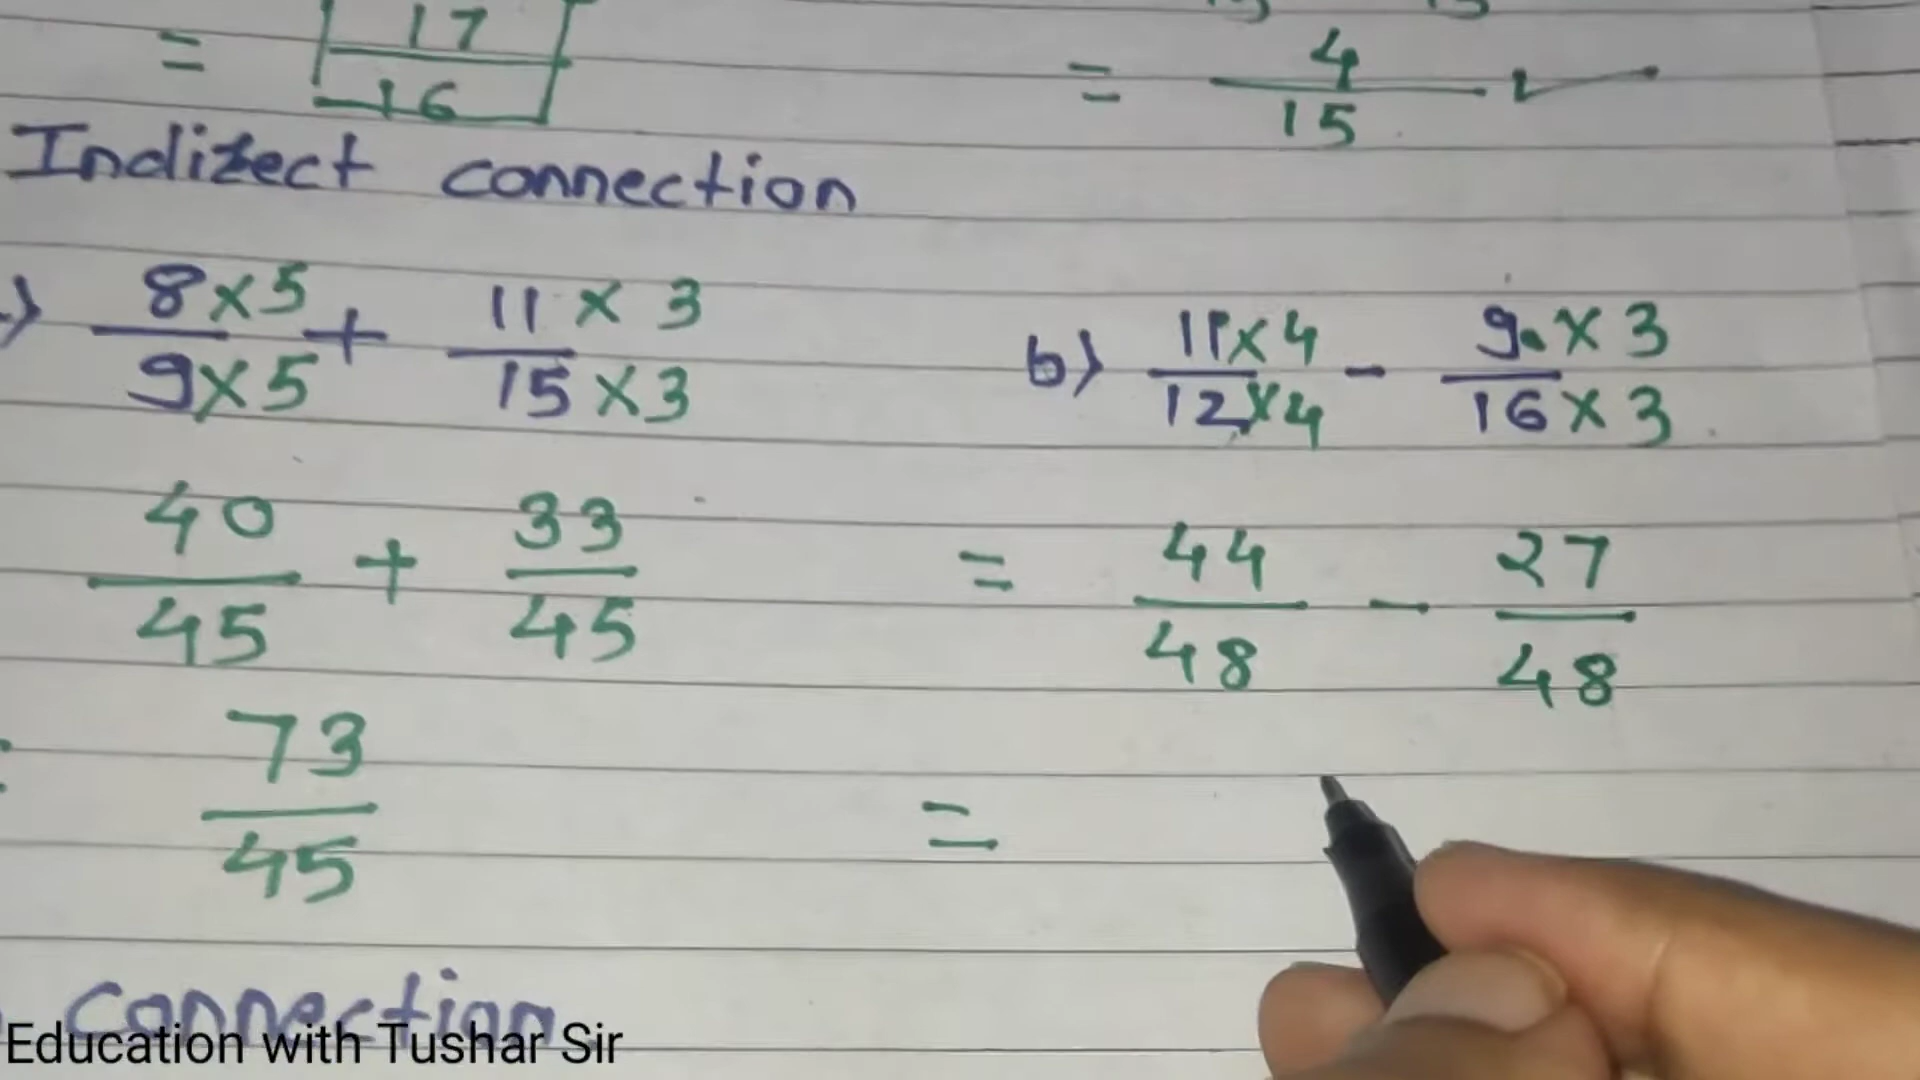 = 17/16
= 4/15 ✓
Indirect connection
) 8×5/9×5 + 11×3/15×3
b) 11×4/12×4 - 9×3/16×3
40/45 + 33/45
= 44/48 - 27/48
73/45
=
Connection
Education with Tushar Sir